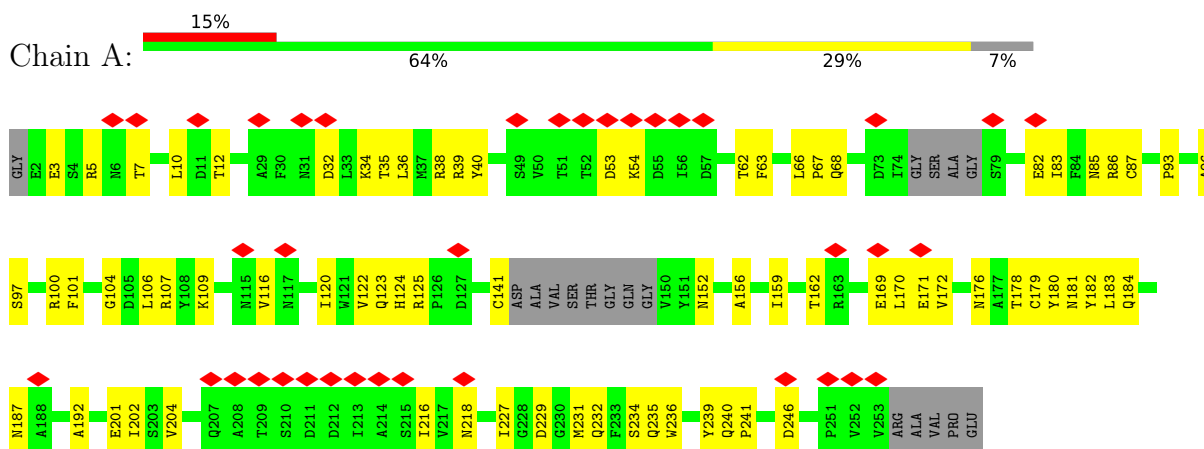 15%
Chain A:
64% 29% 7%
GLY E2 E3 S4 R5 N6 T7 L10 D11 T12 A29 F30 N31 D32 L33 K34 T35 L36 M37 R38 R39 Y40 S49 V50 T51 T52 D53 K54 D55 I56 D57 T62 F63 L66 P67 Q68 D73 I74 GLY SER ALA GLY S79 E82 I83 F84 N85 R86 C87 P93
S97 R100 F101 G104 D105 L106 R107 Y108 K109 N115 V116 N117 I120 W121 V122 Q123 H124 R125 P126 D127 C141 ASP ALA VAL SER THR GLY GLN GLY V150 Y151 N152 A156 I159 T162 R163 E169 L170 E171 V172 N176 A177 T178 C179 Y180 N181 Y182 L183 Q184
N187 A188 A192 E201 I202 S203 V204 Q207 A208 T209 S210 D211 D212 I213 A214 S215 I216 V217 N218 I227 G228 D229 G230 M231 Q232 F233 S234 Q235 W236 Y239 Q240 P241 D246 P251 V252 V253 ARG ALA VAL PRO GLU